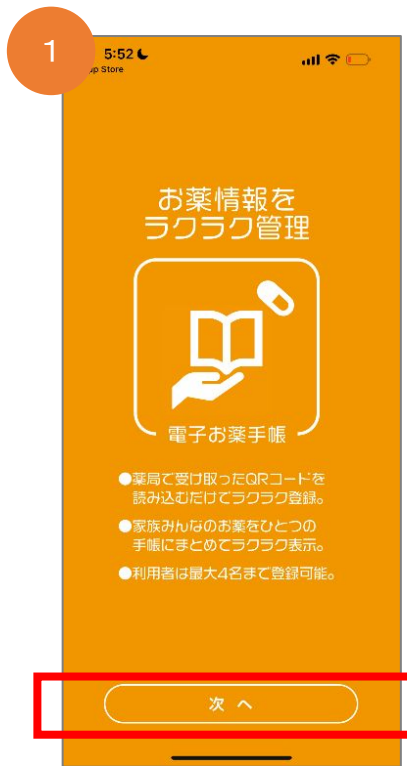 1
5:52
pp Store
お薬情報を
ラクラク管理
電子お薬手帳
●薬局で受け取ったQRコードを
読み込むだけでラクラク登録。
●家族みんなのお薬をひとつの
手帳にまとめてラクラク表示。
●利用者は最大4名まで登録可能。
次 へ